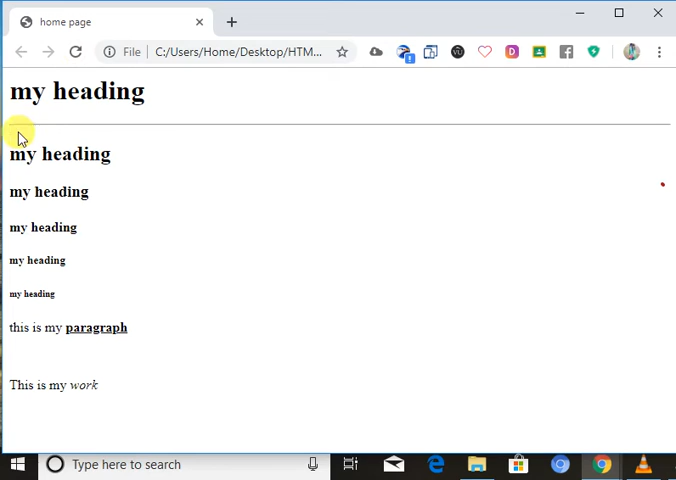 home page
File C:/Users/Home/Desktop/HTM...
VU
D
my heading
my heading
my heading
my heading
my heading
my heading
this is my paragraph
This is my work
Type here to search